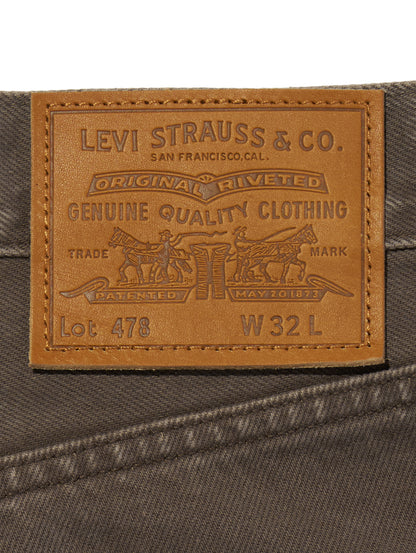 LEVI STRAUSS & CO.
SAN FRANCISCO, CAL.
ORIGINAL RIVETED
GENUINE QUALITY CLOTHING
TRADE MARK
PATENTED MAY 20 1873
Lot 478 W 32 L